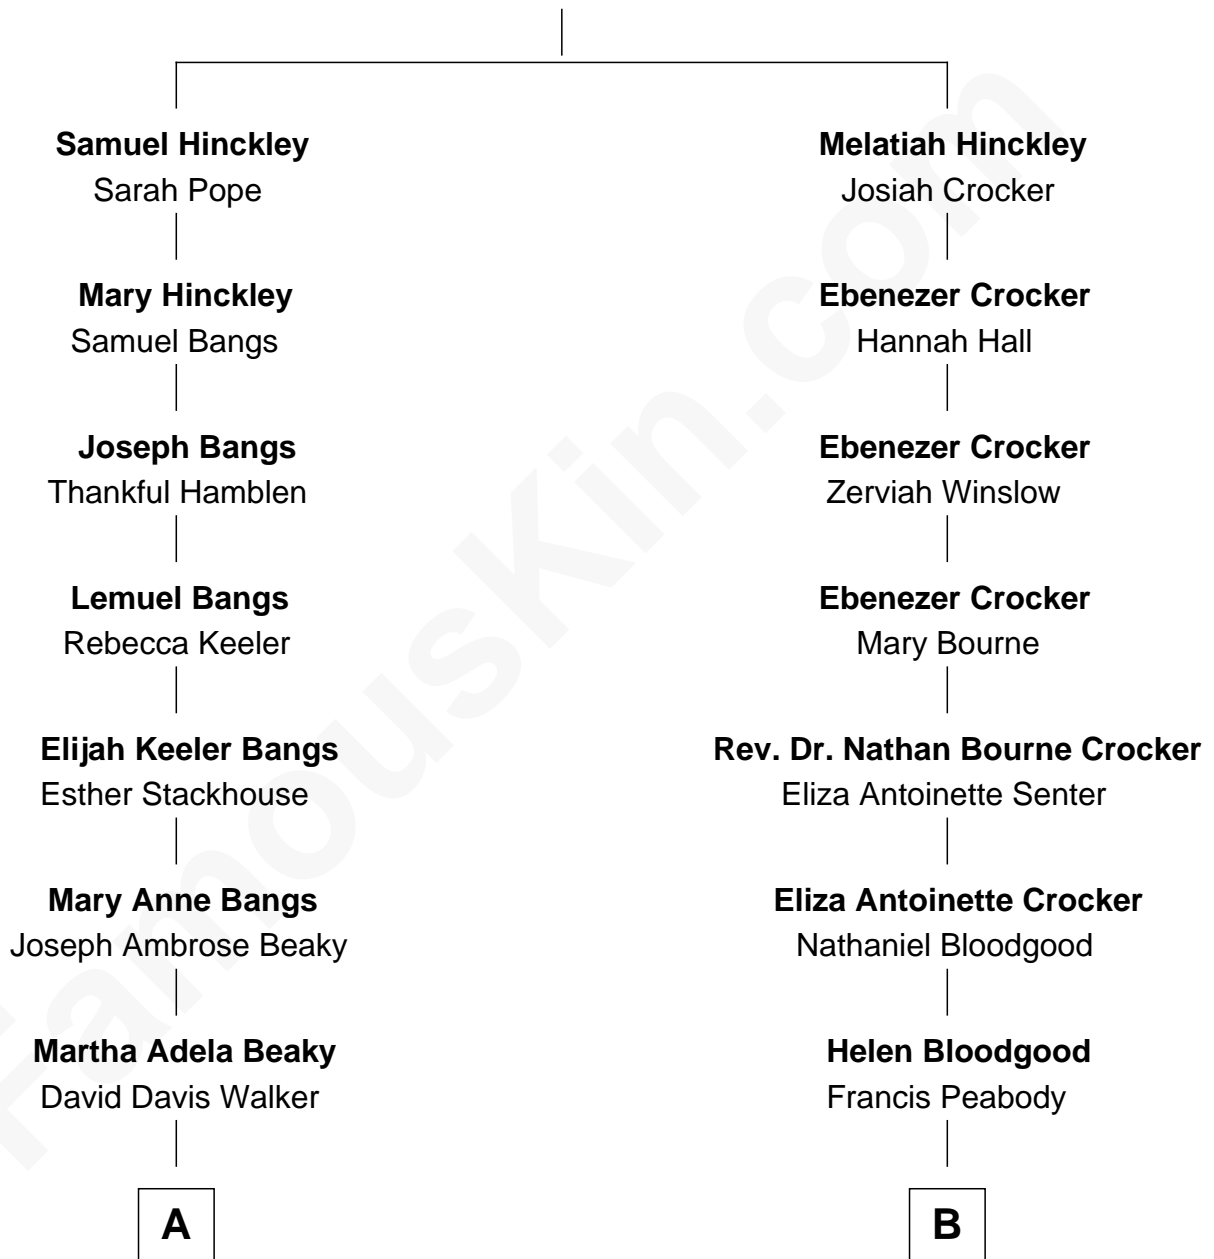 Samuel Hinckley
Sarah Pope
Mary Hinckley
Samuel Bangs
Joseph Bangs
Thankful Hamblen
Lemuel Bangs
Rebecca Keeler
Elijah Keeler Bangs
Esther Stackhouse
Mary Anne Bangs
Joseph Ambrose Beaky
Martha Adela Beaky
David Davis Walker
A
Melatiah Hinckley
Josiah Crocker
Ebenezer Crocker
Hannah Hall
Ebenezer Crocker
Zerviah Winslow
Ebenezer Crocker
Mary Bourne
Rev. Dr. Nathan Bourne Crocker
Eliza Antoinette Senter
Eliza Antoinette Crocker
Nathaniel Bloodgood
Helen Bloodgood
Francis Peabody
B
FamousKin.com